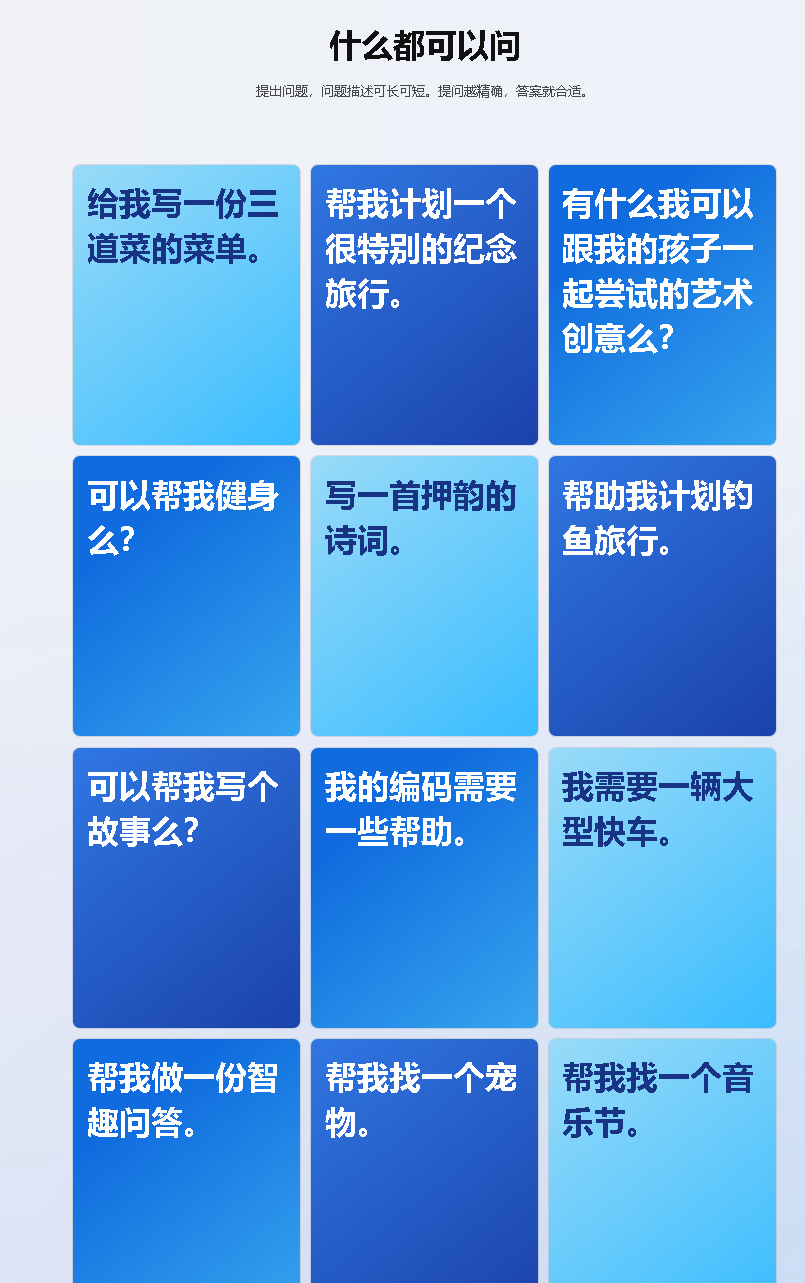 什么都可以问
提出问题，问题描述可长可短。提问越精确，答案就合适。
给我写一份三
道菜的菜单。
帮我计划一个
很特别的纪念
旅行。
有什么我可以
跟我的孩子一
起尝试的艺术
创意么？
可以帮我健身
么？
写一首押韵的
诗词。
帮助我计划钓
鱼旅行。
可以帮我写个
故事么？
我的编码需要
一些帮助。
我需要一辆大
型快车。
帮我做一份智
趣问答。
帮我找一个宠
物。
帮我找一个音
乐节。